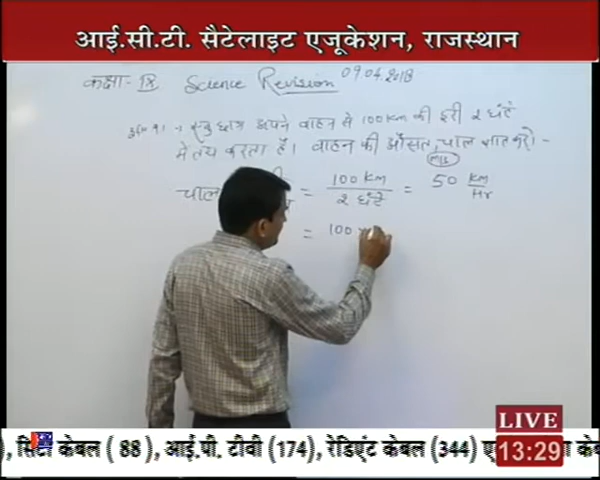 आई.सी.टी. सैटेलाइट एजूकेशन, राजस्थान
कक्षा- IX Science Revision 09.04.2018
एक छात्र अपने वाहन से 100 Km की दूरी 2 घंटे
में तय करता है। वाहन की औसत चाल ज्ञात करो-
चाल = 100 Km / 2 घंटे = 50 Km / Hr
= 100
LIVE
13:29
), सिटी केबल ( 88 ), आई.पी. टीवी (174), रेडिएंट केबल (344) ए